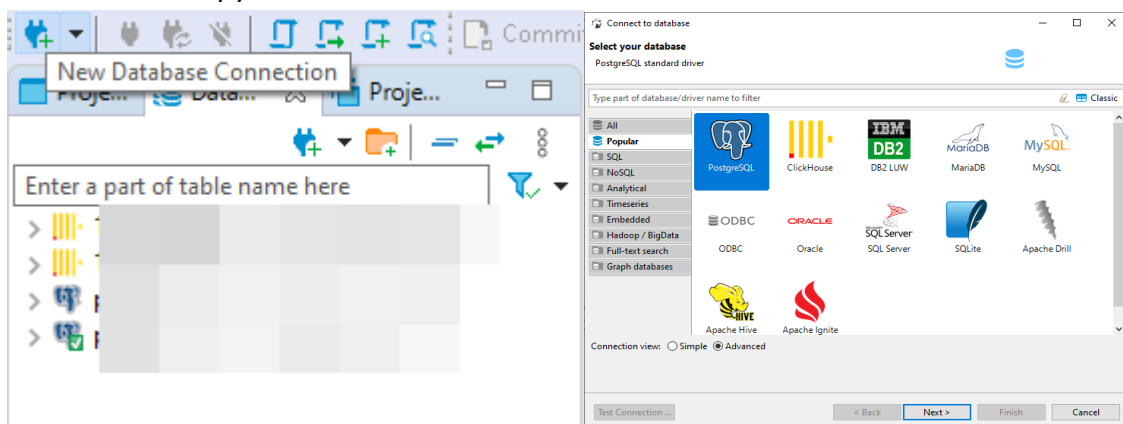 Commi
New Database Connection
Proje...
Data...
Proje...
Enter a part of table name here
Connect to database
Select your database
PostgreSQL standard driver
Type part of database/driver name to filter
Classic
All
Popular
SQL
NoSQL
Analytical
Timeseries
Embedded
Hadoop / BigData
Full-text search
Graph databases
PostgreSQL
ClickHouse
IBM
DB2
DB2 LUW
MariaDB
MariaDB
MySQL
MySQL
ODBC
ODBC
ORACLE
Oracle
SQL Server
SQL Server
SQLite
Apache Drill
HIVE
Apache Hive
Apache Ignite
Connection view: Simple Advanced
Test Connection ...
< Back
Next >
Finish
Cancel